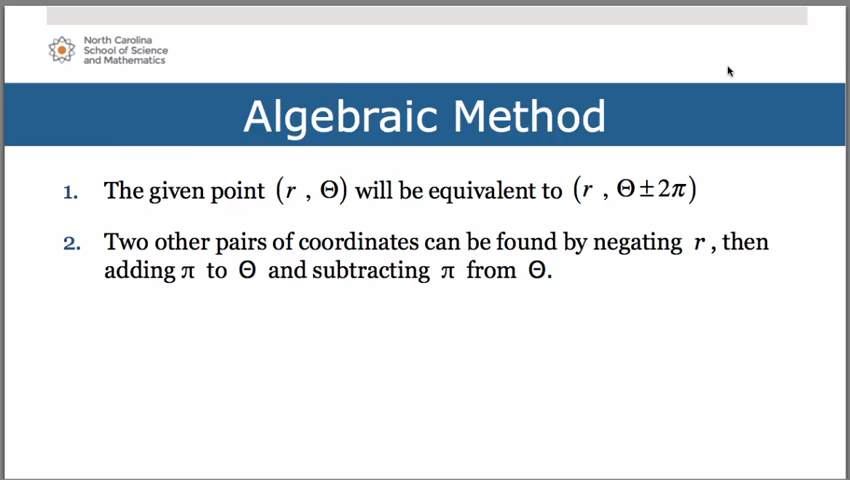 North Carolina
School of Science
and Mathematics
Algebraic Method
1. The given point (r , Θ) will be equivalent to (r , Θ±2π)
2. Two other pairs of coordinates can be found by negating r, then
adding π to Θ and subtracting π from Θ.